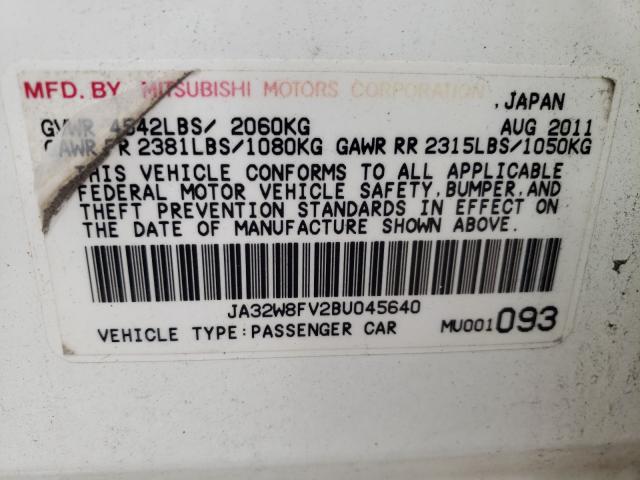 MFD. BY MITSUBISHI MOTORS CORPORATION
, JAPAN
GVWR 4542LBS/ 2060KG AUG 2011
GAWR FR 2381LBS/1080KG GAWR RR 2315LBS/1050KG
THIS VEHICLE CONFORMS TO ALL APPLICABLE
FEDERAL MOTOR VEHICLE SAFETY, BUMPER, AND
THEFT PREVENTION STANDARDS IN EFFECT ON
THE DATE OF MANUFACTURE SHOWN ABOVE.
JA32W8FV2BU045640
VEHICLE TYPE:PASSENGER CAR MU001093